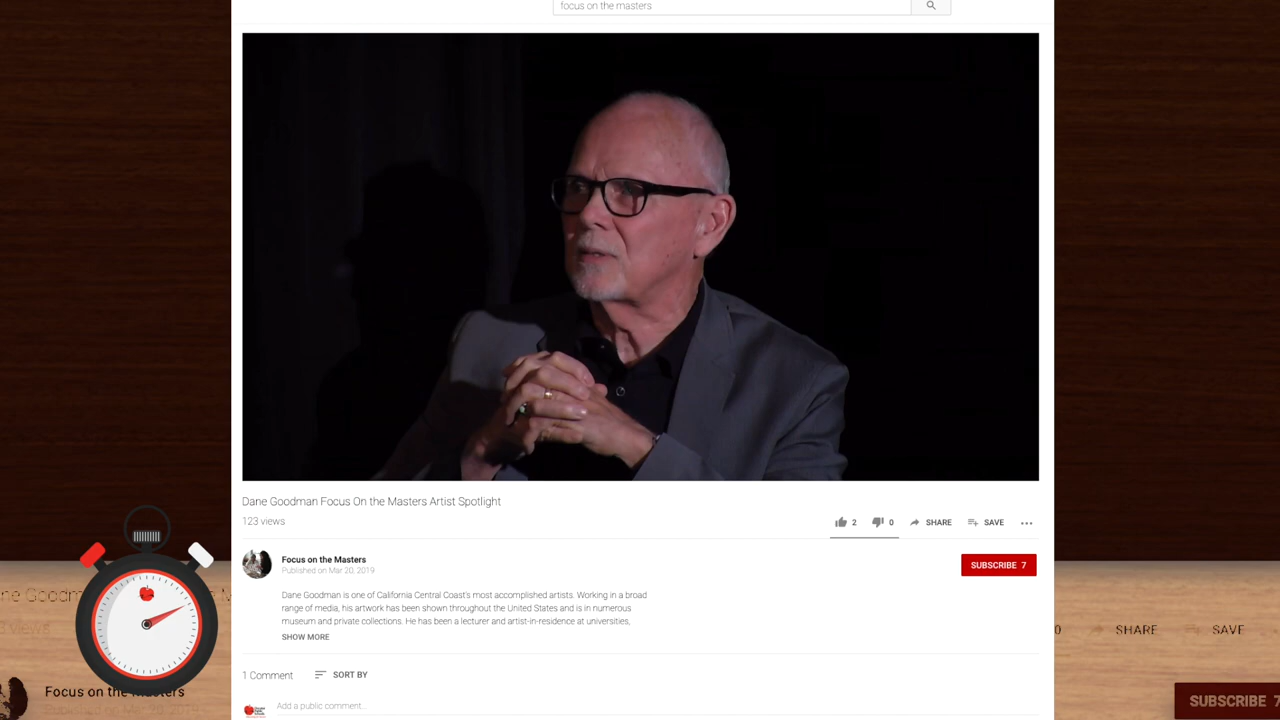 focus on the masters
Dane Goodman Focus On the Masters Artist Spotlight
123 views
2
0
SHARE
SAVE
Focus on the Masters
Published on Mar 20, 2019
SUBSCRIBE 7
Dane Goodman is one of California Central Coast's most accomplished artists. Working in a broad
range of media, his artwork has been shown throughout the United States and is in numerous
museum and private collections. He has been a lecturer and artist-in-residence at universities,
SHOW MORE
1 Comment
SORT BY
Add a public comment...
0
SHARE
SAVE
Focus on the Masters
SUBSCRIBE 7